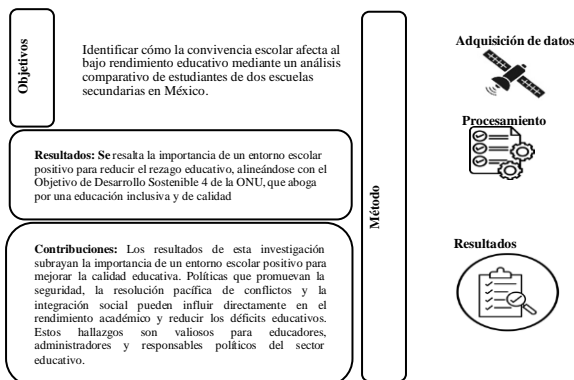 Objetivos
Identificar cómo la convivencia escolar afecta al
bajo rendimiento educativo mediante un análisis
comparativo de estudiantes de dos escuelas
secundarias en México.
Resultados: Se resalta la importancia de un entorno escolar
positivo para reducir el rezago educativo, alineándose con el
Objetivo de Desarrollo Sostenible 4 de la ONU, que aboga
por una educación inclusiva y de calidad
Contribuciones: Los resultados de esta investigación
subrayan la importancia de un entorno escolar positivo para
mejorar la calidad educativa. Políticas que promuevan la
seguridad, la resolución pacífica de conflictos y la
integración social pueden influir directamente en el
rendimiento académico y reducir los déficits educativos.
Estos hallazgos son valiosos para educadores,
administradores y responsables políticos del sector
educativo.
Método
Adquisición de datos
Procesamiento
Resultados